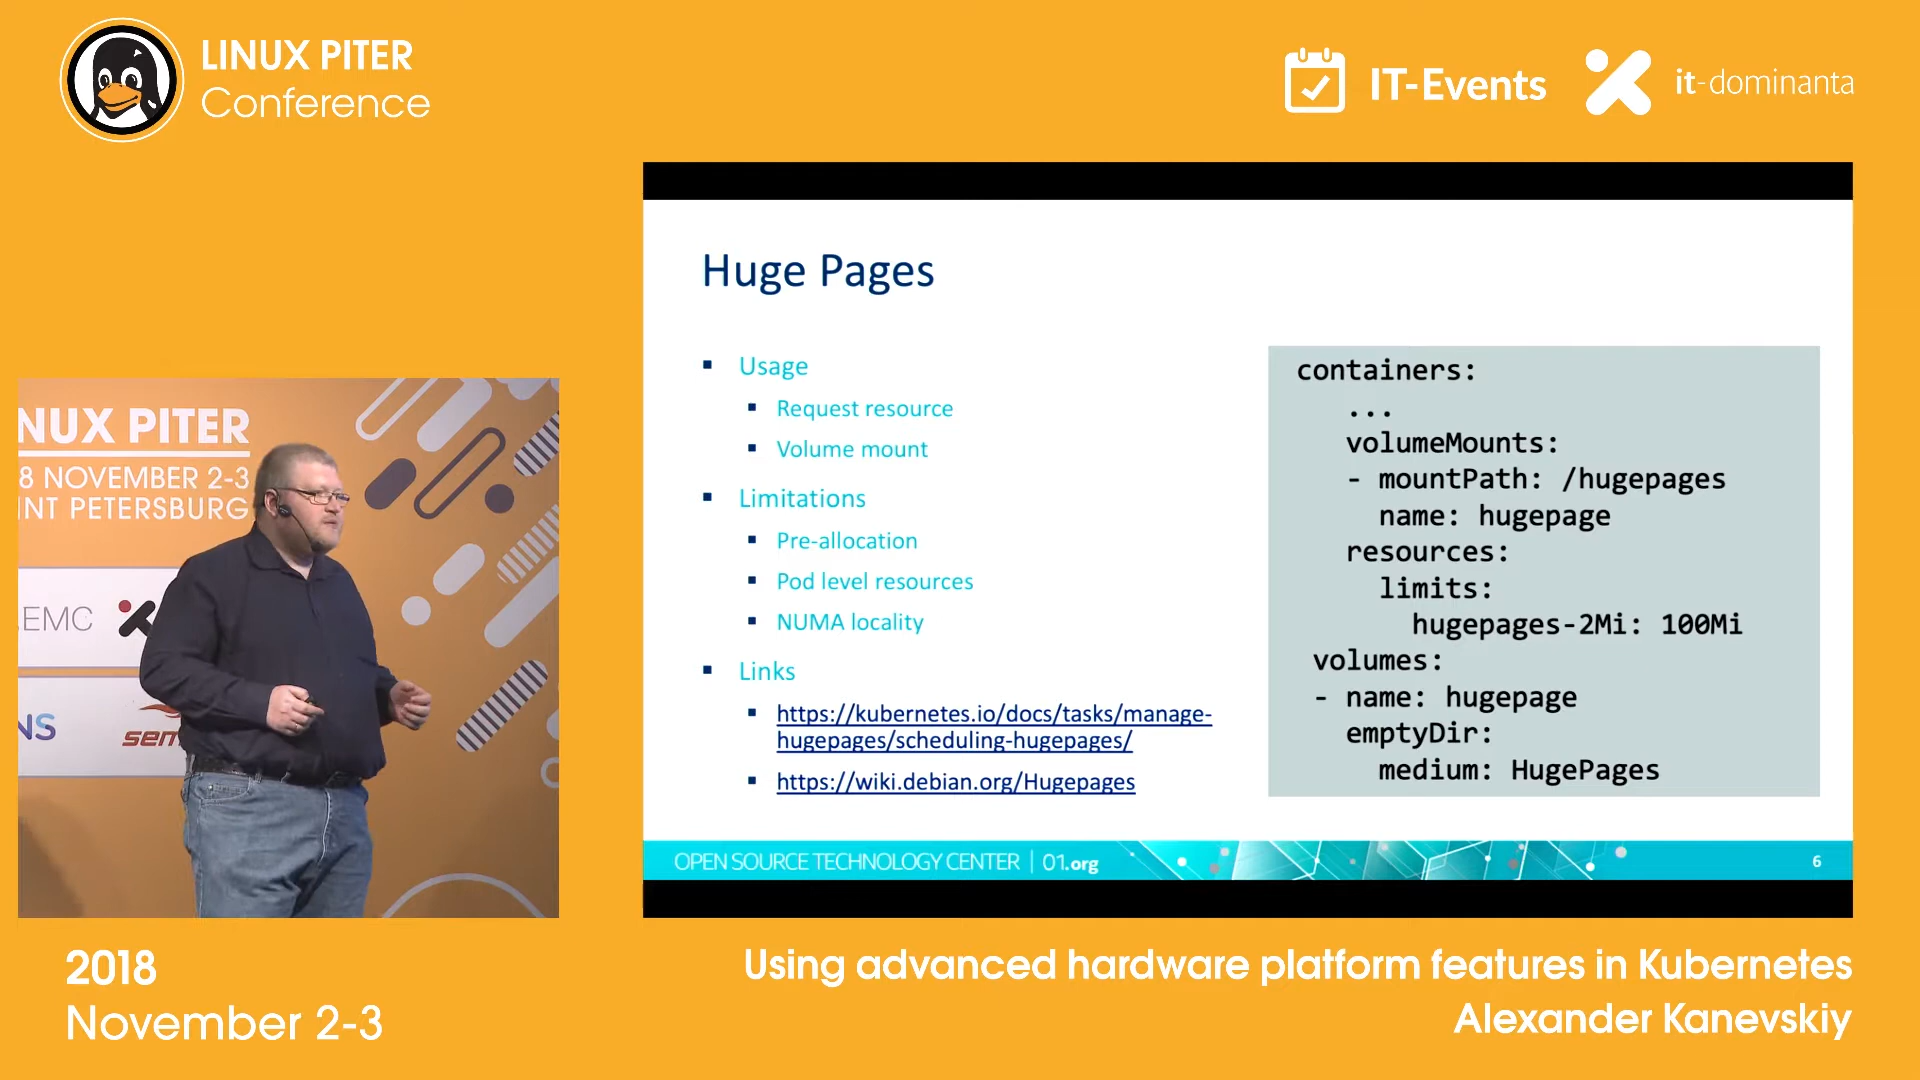 LINUX PITER
Conference
IT-Events
it-dominanta
NUX PITER
8 NOVEMBER 2-3
INT PETERSBURG
EMC
NS
sem
Huge Pages
▪ Usage
▪ Request resource
▪ Volume mount
▪ Limitations
▪ Pre-allocation
▪ Pod level resources
▪ NUMA locality
▪ Links
▪ https://kubernetes.io/docs/tasks/manage-
hugepages/scheduling-hugepages/
▪ https://wiki.debian.org/Hugepages
containers:
...
volumeMounts:
- mountPath: /hugepages
name: hugepage
resources:
limits:
hugepages-2Mi: 100Mi
volumes:
- name: hugepage
emptyDir:
medium: HugePages
OPEN SOURCE TECHNOLOGY CENTER | 01.org
6
2018
November 2-3
Using advanced hardware platform features in Kubernetes
Alexander Kanevskiy